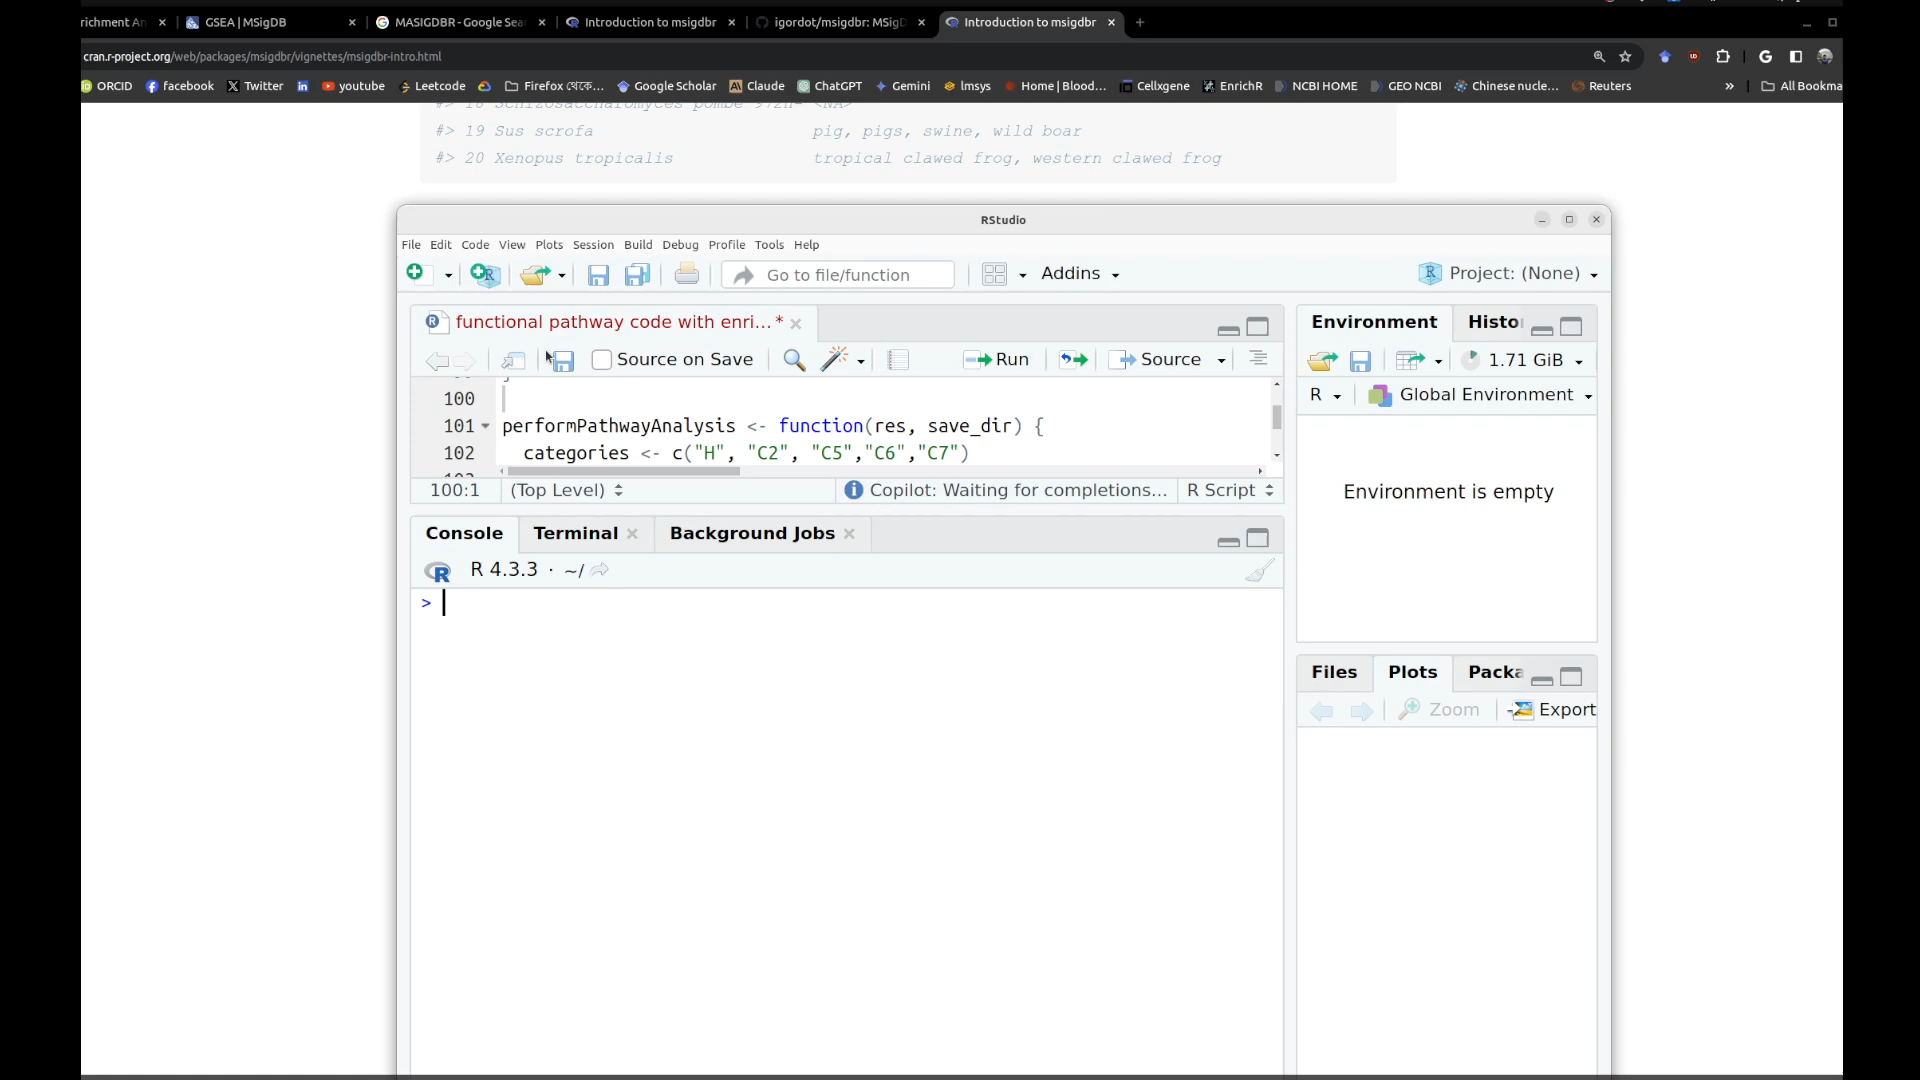 richment An
GSEA | MSigDB
MASIGDBR - Google Sea
Introduction to msigdbr
igordot/msigdbr: MSigD
Introduction to msigdbr
cran.r-project.org/web/packages/msigdbr/vignettes/msigdbr-intro.html
ORCID
facebook
Twitter
youtube
Leetcode
Firefox থেকে...
Google Scholar
Claude
ChatGPT
Gemini
lmsys
Home | Blood...
Cellxgene
EnrichR
NCBI HOME
GEO NCBI
Chinese nucle...
Reuters
»
All Bookma
#> 18 Schizosaccharomyces pombe 972h- <NA>
#> 19 Sus scrofa pig, pigs, swine, wild boar
#> 20 Xenopus tropicalis tropical clawed frog, western clawed frog
RStudio
File Edit Code View Plots Session Build Debug Profile Tools Help
Go to file/function
Addins
Project: (None)
functional pathway code with enri...*
Source on Save
Run
Source
100
101 performPathwayAnalysis <- function(res, save_dir) {
102 categories <- c("H", "C2", "C5","C6","C7")
100:1
(Top Level)
Copilot: Waiting for completions...
R Script
Console
Terminal
Background Jobs
R 4.3.3 · ~/
>
Environment
Histo
1.71 GiB
R
Global Environment
Environment is empty
Files
Plots
Packa
Zoom
Export